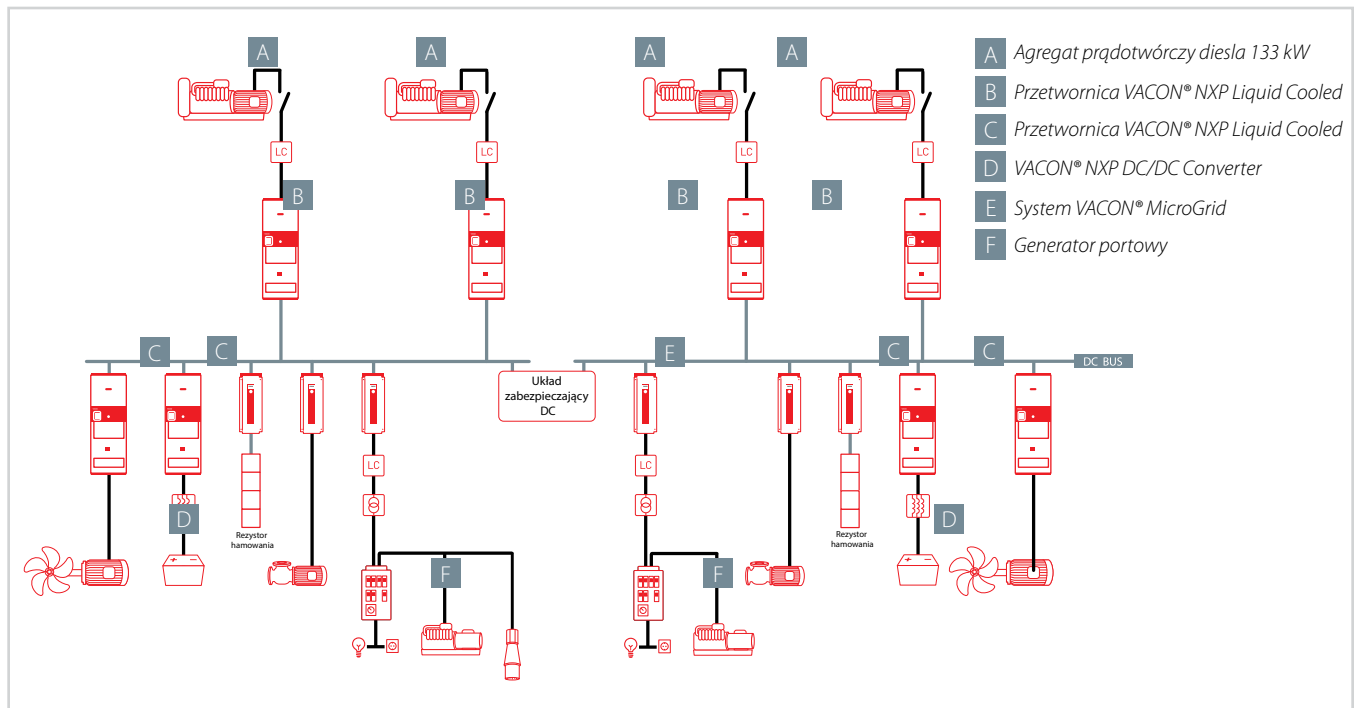 A
A
A
A
A Agregat prądotwórczy diesla 133 kW
B Przetwornica VACON® NXP Liquid Cooled
C Przetwornica VACON® NXP Liquid Cooled
D VACON® NXP DC/DC Converter
E System VACON® MicroGrid
F Generator portowy
LC
LC
LC
LC
B
B
B
B
C
C
E
C
C
DC BUS
Układ
zabezpieczający
DC
LC
LC
D
D
Rezystor
hamowania
Rezystor
hamowania
+ −
+ −
F
F